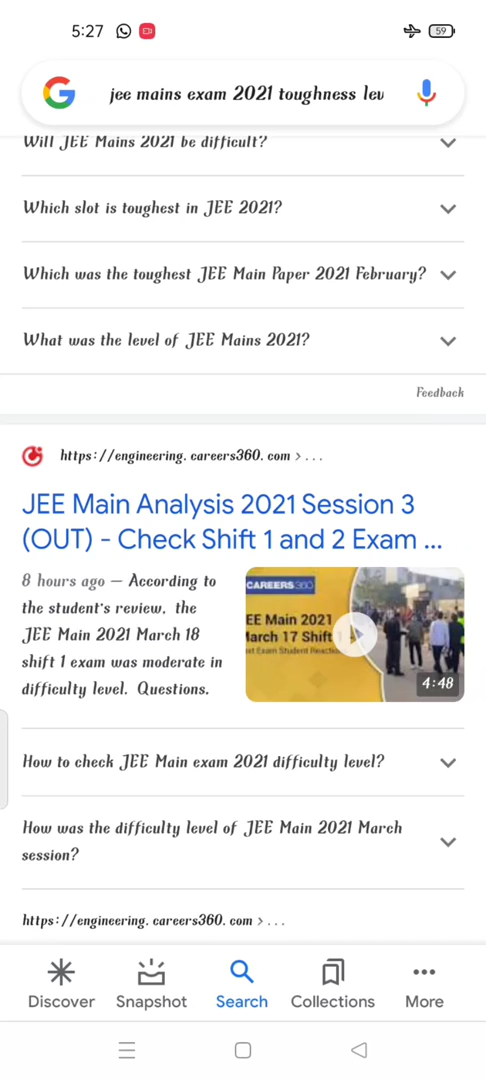 5:27
59
jee mains exam 2021 toughness lev
Will JEE Mains 2021 be difficult?
Which slot is toughest in JEE 2021?
Which was the toughest JEE Main Paper 2021 February?
What was the level of JEE Mains 2021?
Feedback
https://engineering.careers360.com › ...
JEE Main Analysis 2021 Session 3
(OUT) - Check Shift 1 and 2 Exam ...
8 hours ago — According to
the student's review, the
JEE Main 2021 March 18
shift 1 exam was moderate in
difficulty level. Questions.
CAREERS360
EE Main 2021
March 17 Shift 1
st Exam Student Reaction
4:48
How to check JEE Main exam 2021 difficulty level?
How was the difficulty level of JEE Main 2021 March
session?
https://engineering.careers360.com › ...
Discover Snapshot Search Collections More